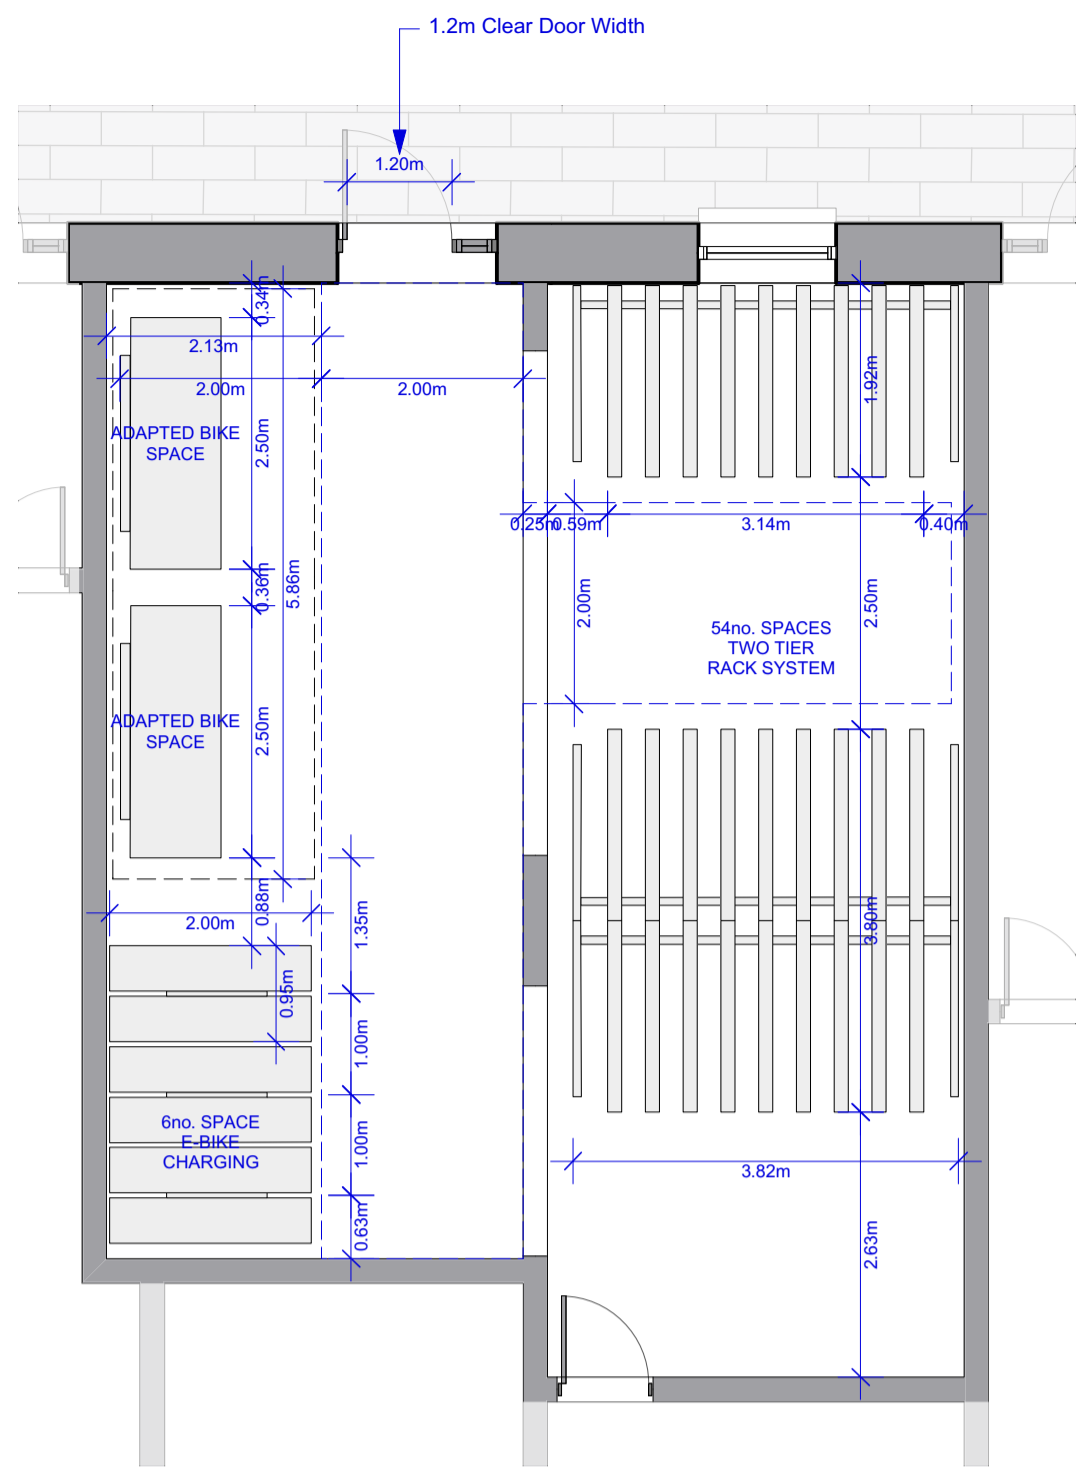 1.2m Clear Door Width
1.20m
0.34m
2.13m
2.00m
2.00m
1.92m
ADAPTED BIKE
SPACE
2.50m
0.25m
0.59m
3.14m
0.40m
0.36m
5.86m
2.00m
2.50m
54no. SPACES
TWO TIER
RACK SYSTEM
ADAPTED BIKE
SPACE
2.50m
0.88m
2.00m
1.35m
3.80m
0.95m
1.00m
6no. SPACE
E-BIKE
CHARGING
1.00m
3.82m
0.63m
2.63m